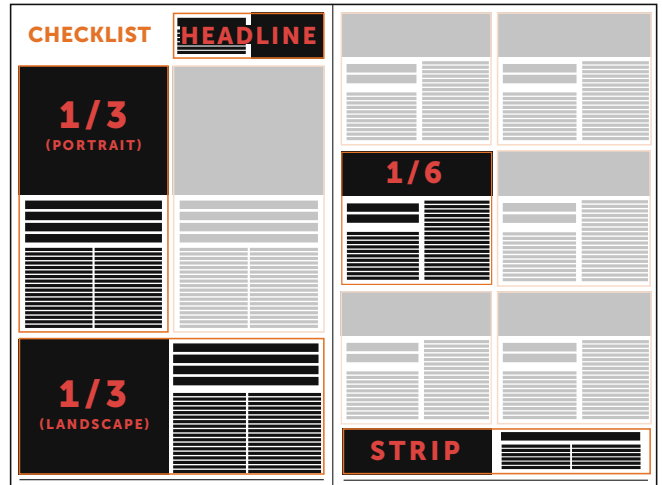 CHECKLIST
HEADLINE
1/3
(PORTRAIT)
1/3
(LANDSCAPE)
1/6
STRIP